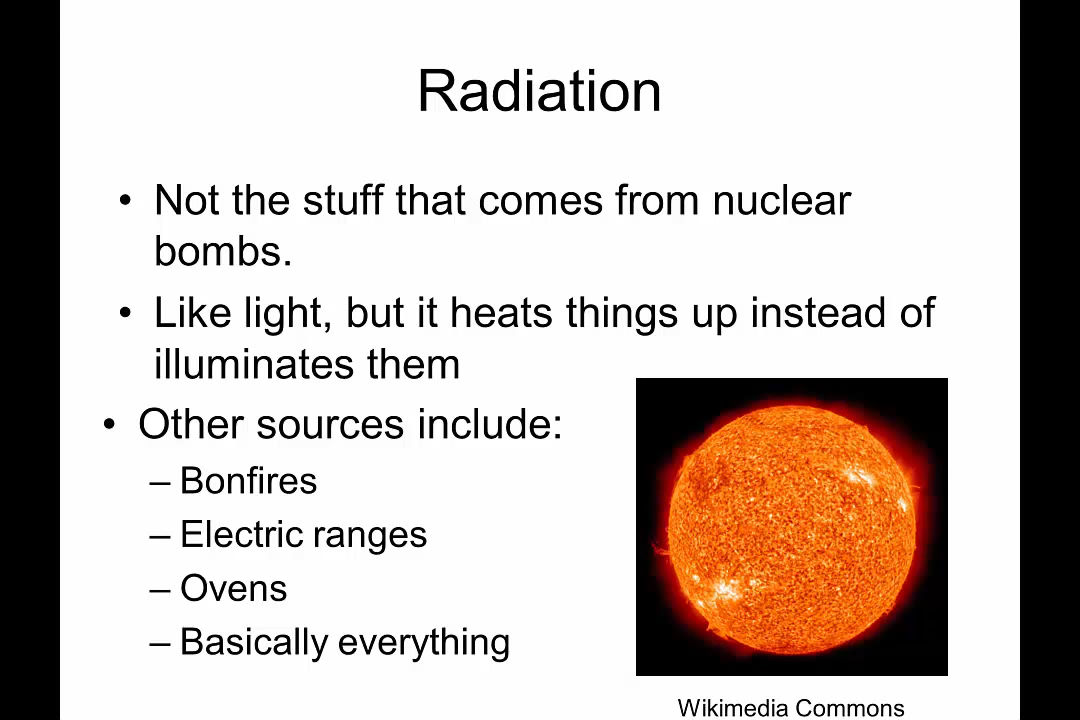 Radiation
• Not the stuff that comes from nuclear
bombs.
• Like light, but it heats things up instead of
illuminates them
• Other sources include:
– Bonfires
– Electric ranges
– Ovens
– Basically everything
Wikimedia Commons